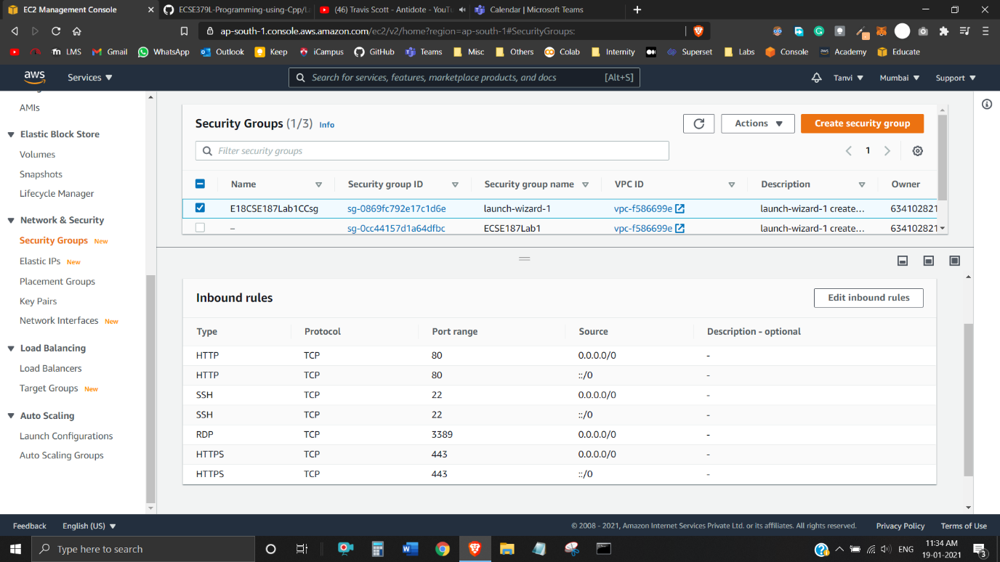 EC2 Management Console
ECSE379L-Programming-using-Cpp/L
(46) Travis Scott - Antidote - YouTu
Calendar | Microsoft Teams
ap-south-1.console.aws.amazon.com/ec2/v2/home?region=ap-south-1#SecurityGroups:
LMS Gmail WhatsApp Outlook Keep iCampus GitHub Teams Misc Others Colab Internity Superset Labs Console Academy Educate
aws Services Search for services, features, marketplace products, and docs [Alt+S] Tanvi Mumbai Support
AMIs
Elastic Block Store
Volumes
Snapshots
Lifecycle Manager
Network & Security
Security Groups New
Elastic IPs New
Placement Groups
Key Pairs
Network Interfaces New
Load Balancing
Load Balancers
Target Groups New
Auto Scaling
Launch Configurations
Auto Scaling Groups
Security Groups (1/3) Info
Actions
Create security group
Filter security groups
1
Name Security group ID Security group name VPC ID Description Owner
E18CSE187Lab1CCsg sg-0869fc792e17c1d6e launch-wizard-1 vpc-f586699e launch-wizard-1 create... 634102821
– sg-0cc44157d1a64dfbc ECSE187Lab1 vpc-f586699e launch-wizard-1 create... 634102821
Inbound rules
Edit inbound rules
Type Protocol Port range Source Description - optional
HTTP TCP 80 0.0.0.0/0 -
HTTP TCP 80 ::/0 -
SSH TCP 22 0.0.0.0/0 -
SSH TCP 22 ::/0 -
RDP TCP 3389 0.0.0.0/0 -
HTTPS TCP 443 0.0.0.0/0 -
HTTPS TCP 443 ::/0 -
Feedback English (US) © 2008 - 2021, Amazon Internet Services Private Ltd. or its affiliates. All rights reserved. Privacy Policy Terms of Use
Type here to search
ENG
11:34 AM
19-01-2021
3